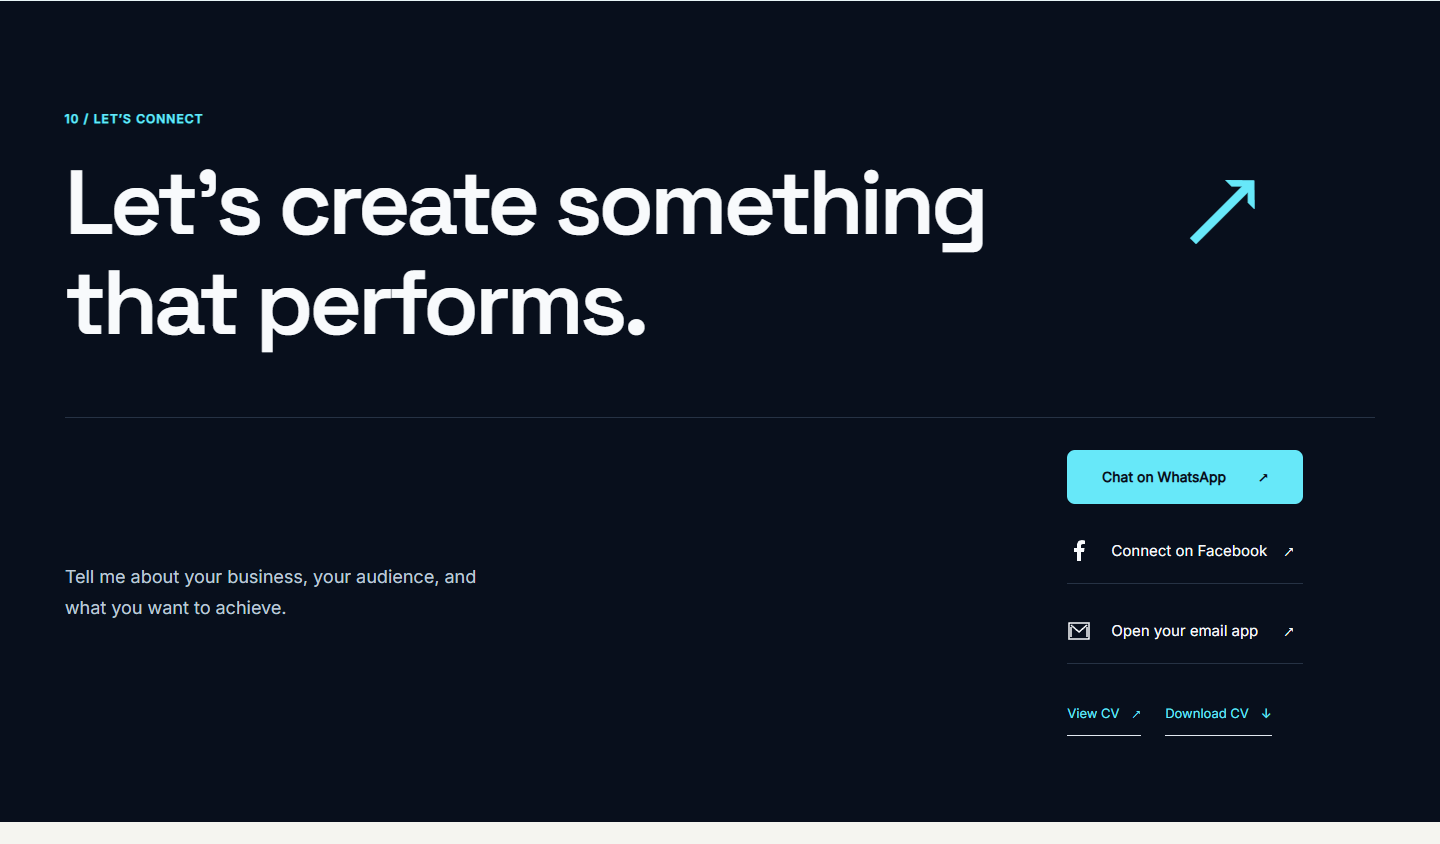 10 / LET’S CONNECT
Let’s create something
that performs.
Tell me about your business, your audience, and
what you want to achieve.
Chat on WhatsApp ↗
Connect on Facebook ↗
Open your email app ↗
View CV ↗ Download CV ↓